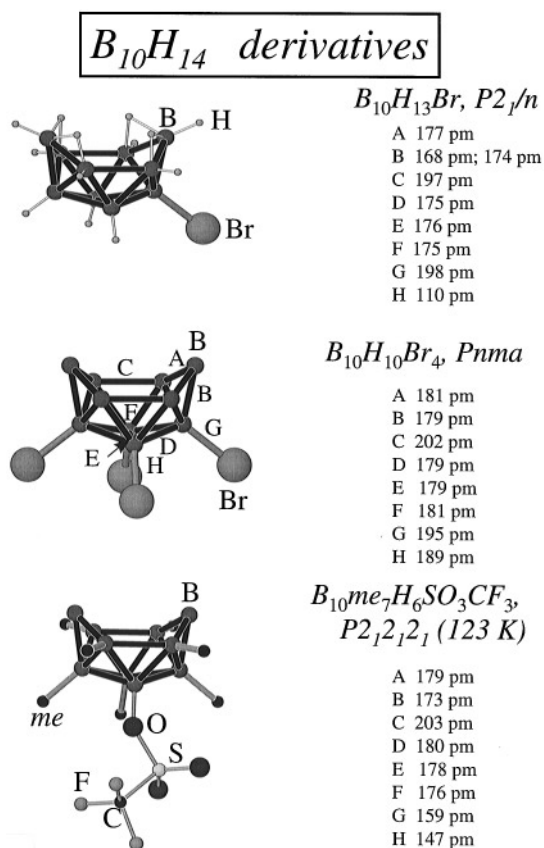 B₁₀H₁₄ derivatives
B₁₀H₁₃Br, P2₁/n
B H
Br
A 177 pm
B 168 pm; 174 pm
C 197 pm
D 175 pm
E 176 pm
F 175 pm
G 198 pm
H 110 pm
B₁₀H₁₀Br₄, Pnma
B
C A
B
F G
E H D
Br
A 181 pm
B 179 pm
C 202 pm
D 179 pm
E 179 pm
F 181 pm
G 195 pm
H 189 pm
B₁₀me₇H₆SO₃CF₃,
P2₁2₁2₁ (123 K)
B
me
O
S
F
C
A 179 pm
B 173 pm
C 203 pm
D 180 pm
E 178 pm
F 176 pm
G 159 pm
H 147 pm